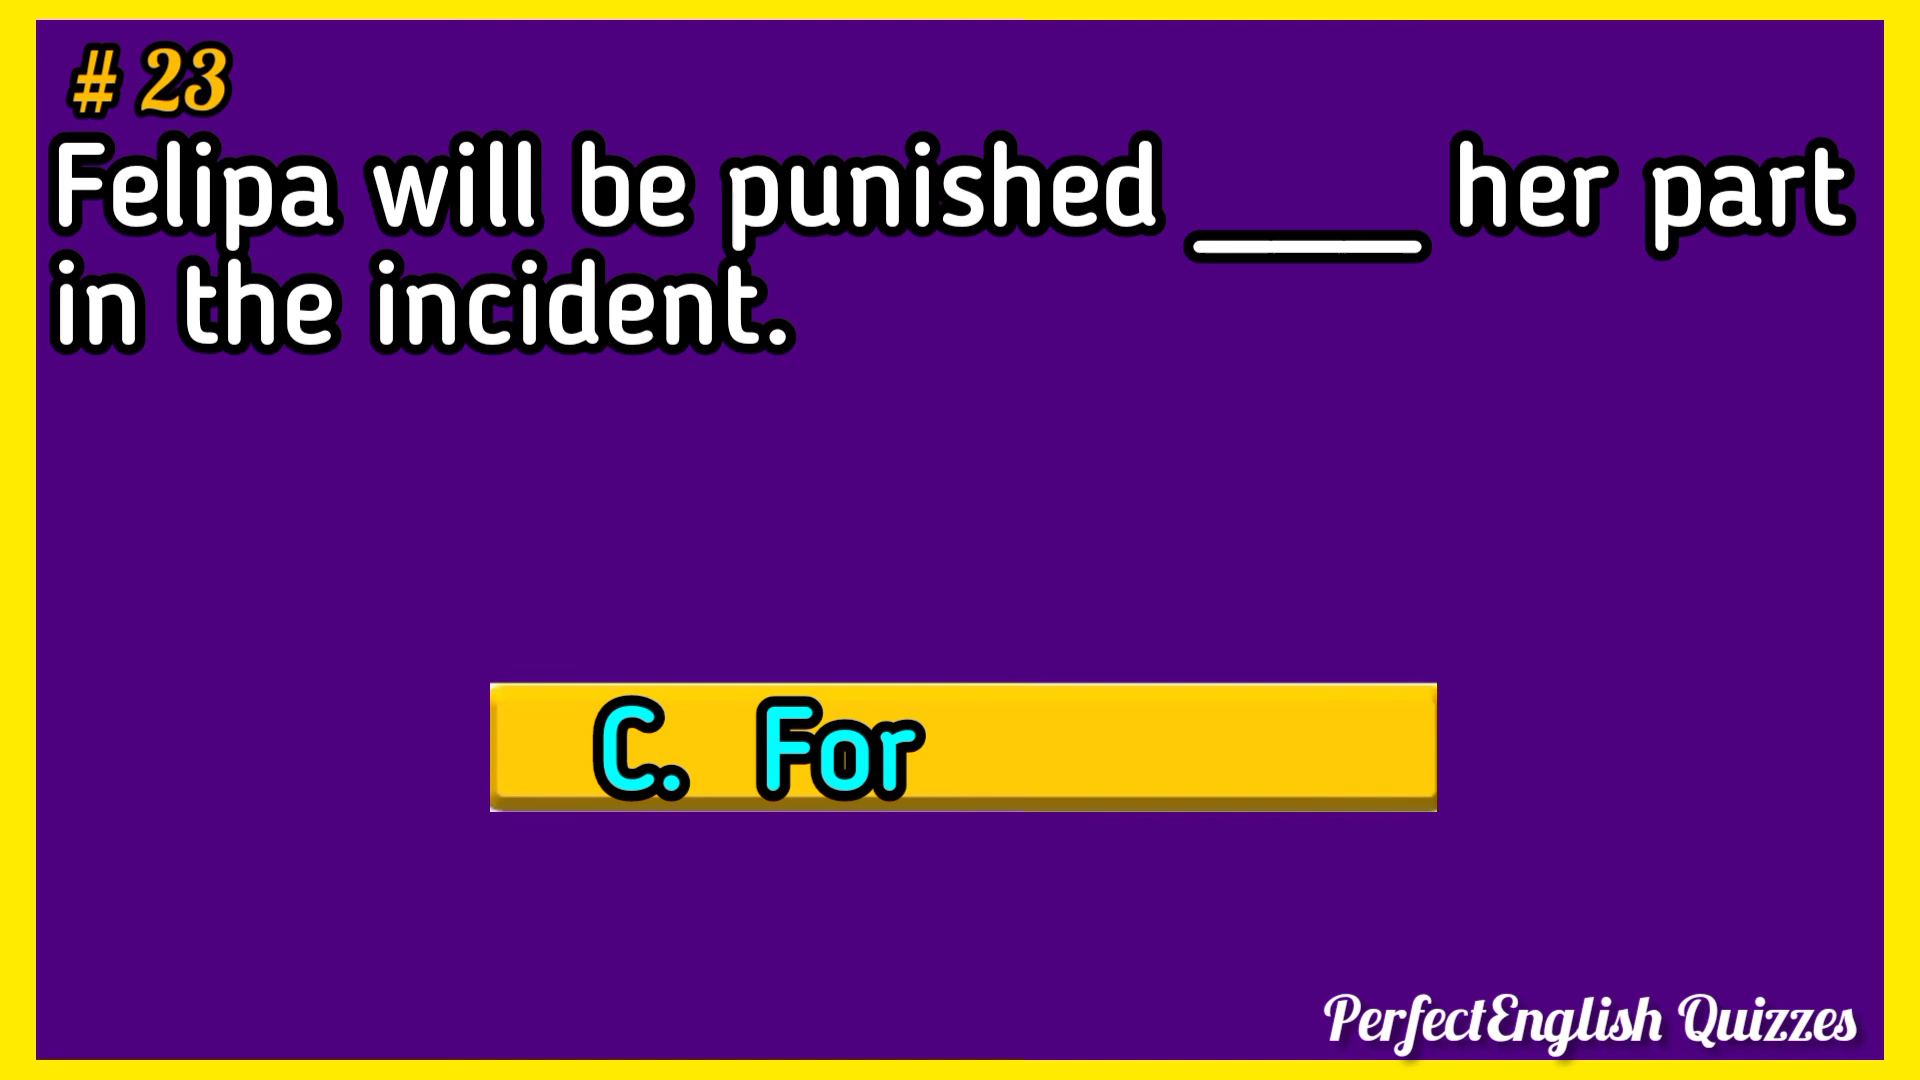 # 23
Felipa will be punished ____ her part
in the incident.
C. For
PerfectEnglish Quizzes